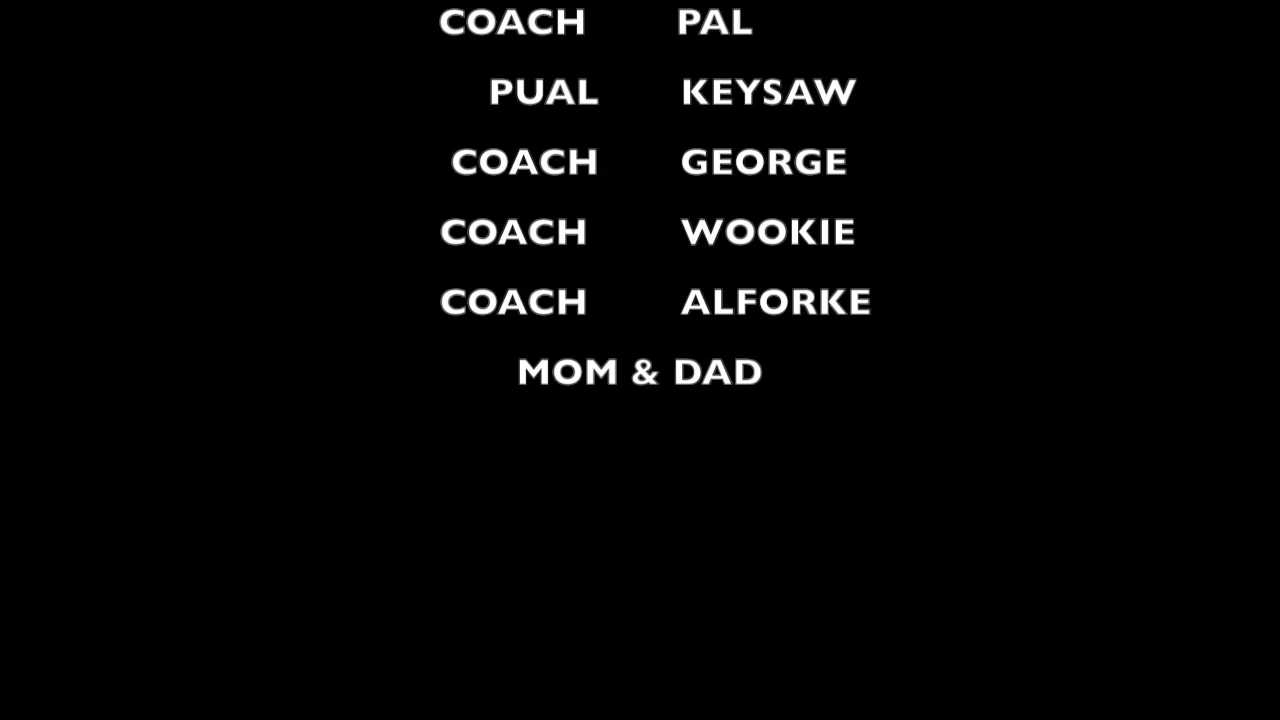 COACH PAL
PUAL KEYSAW
COACH GEORGE
COACH WOOKIE
COACH ALFORKE
MOM & DAD